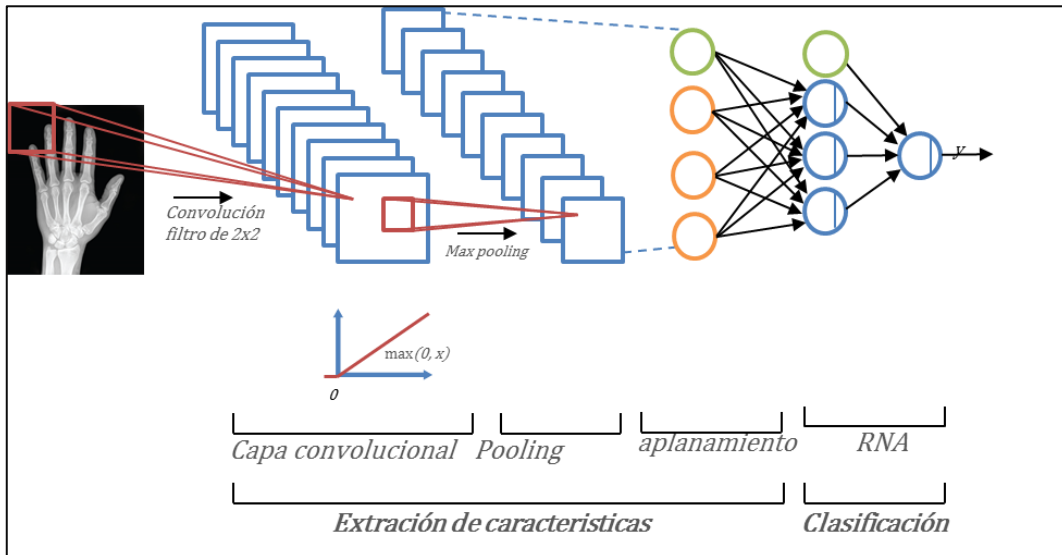 Convolución
filtro de 2x2
Max pooling
y
max(0, x)
0
Capa convolucional
Pooling
aplanamiento
RNA
Extración de caracteristicas
Clasificación